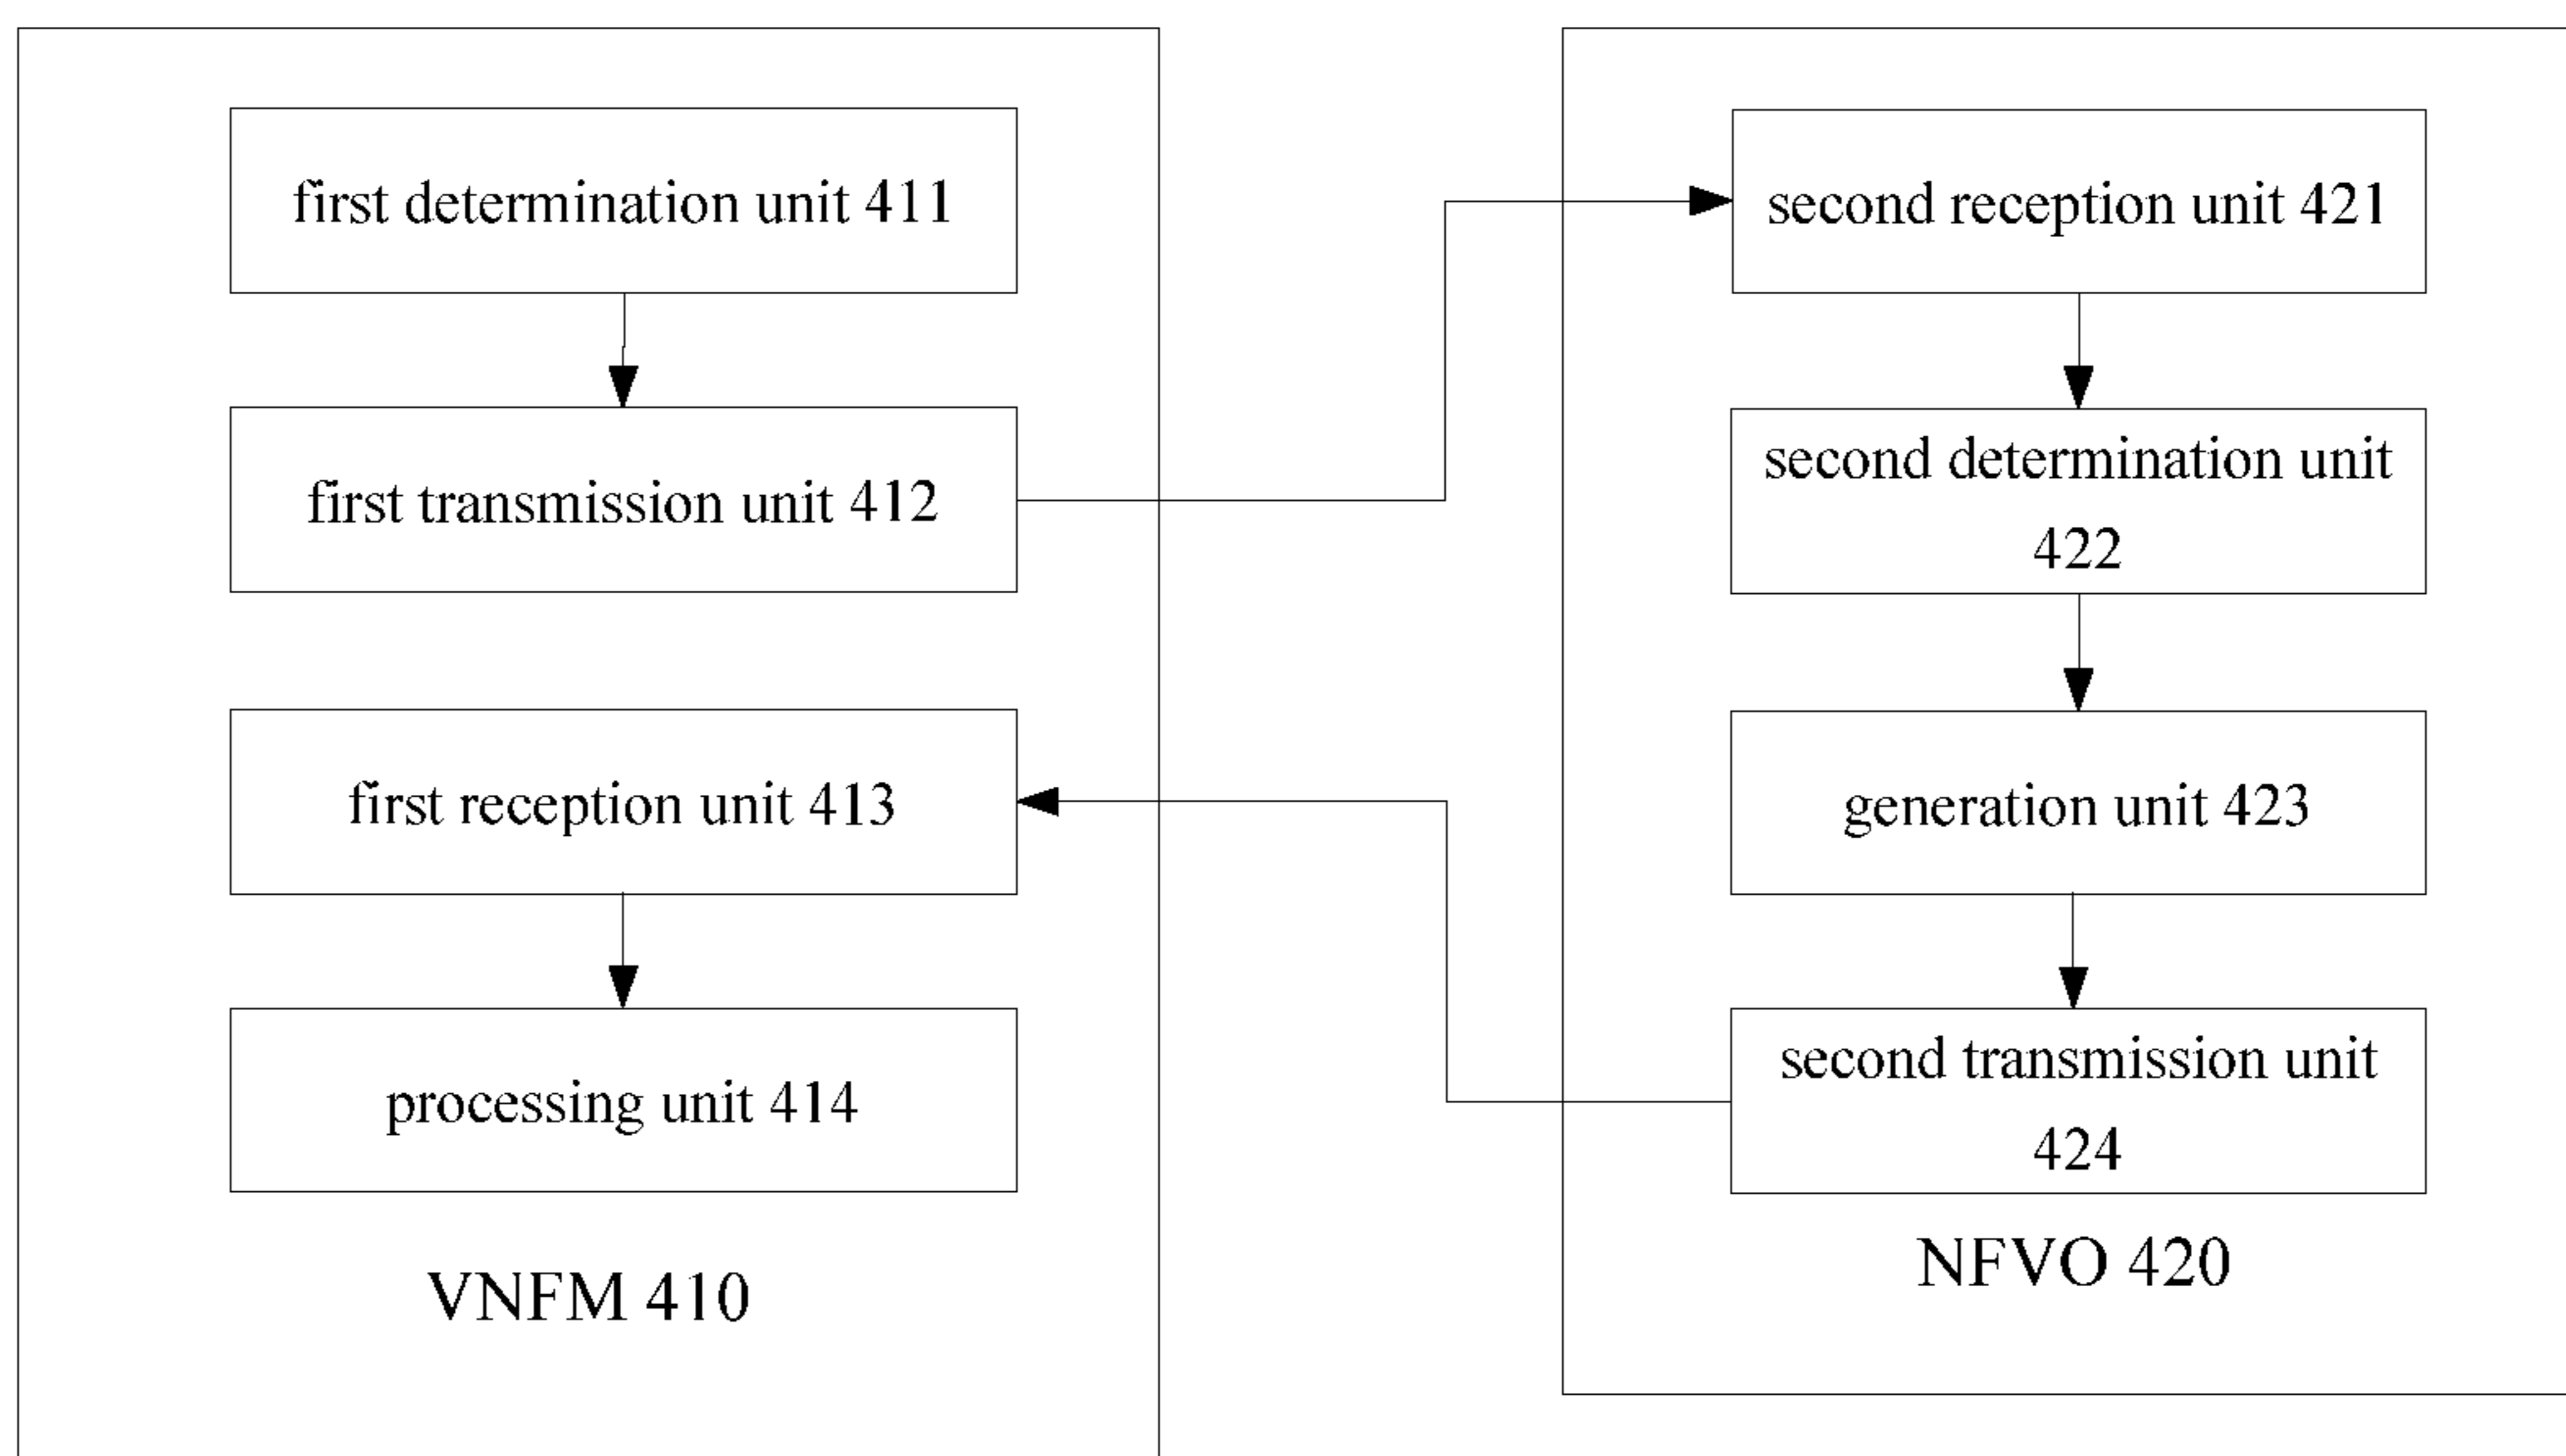 first determination unit 411
first transmission unit 412
first reception unit 413
processing unit 414
VNFM 410
second reception unit 421
second determination unit
422
generation unit 423
second transmission unit
424
NFVO 420